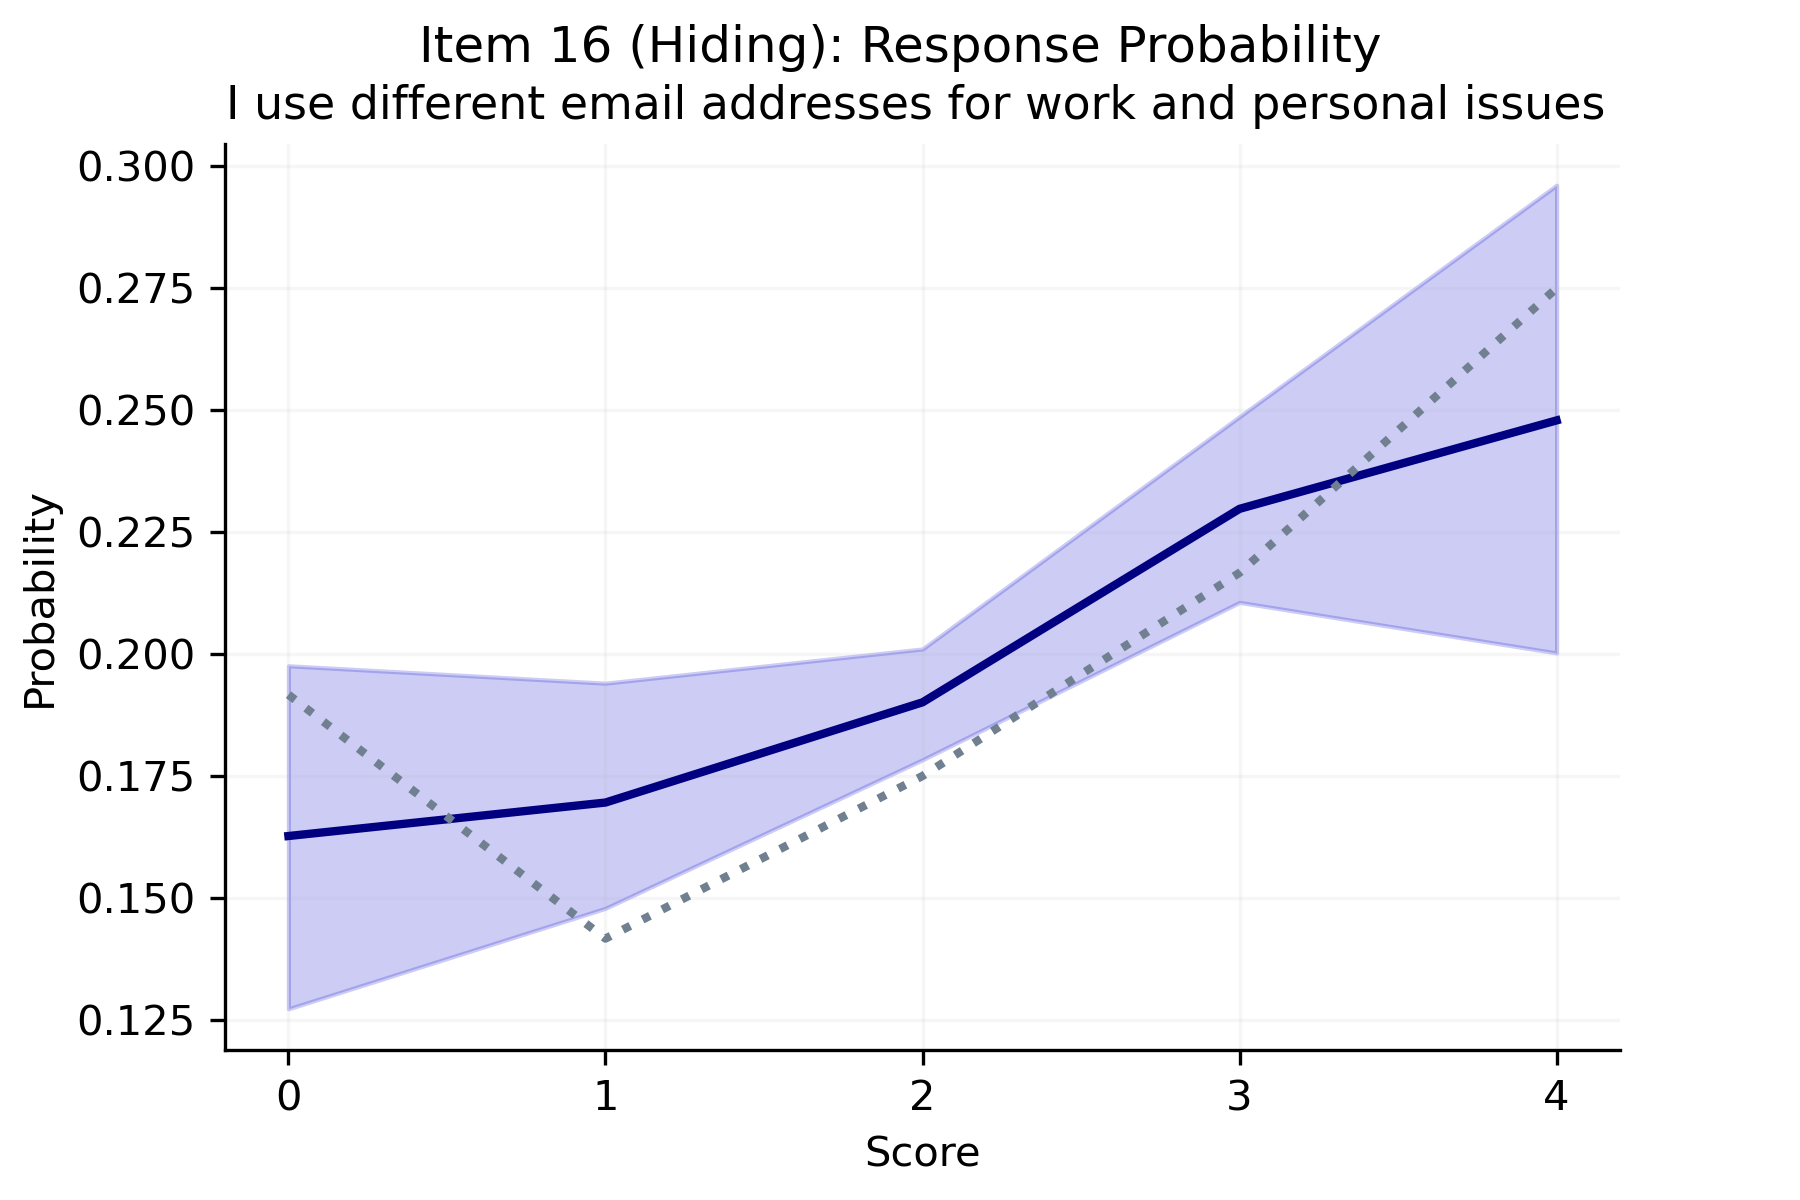 Item 16 (Hiding): Response Probability
I use different email addresses for work and personal issues
0.300
0.275
0.250
0.225
0.200
0.175
0.150
0.125
Probability
0 1 2 3 4
Score